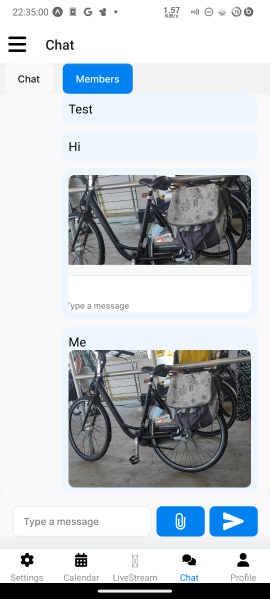 22:35:00
1.57
KiB/s
Chat
Chat
Members
Test
Hi
Type a message
Me
Type a message
Settings
Calendar
LiveStream
Chat
Profile